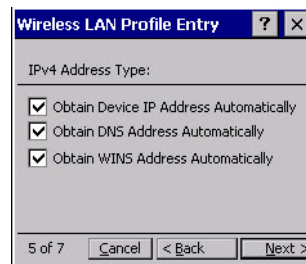 Wireless LAN Profile Entry ? X
IPv4 Address Type:
Obtain Device IP Address Automatically
Obtain DNS Address Automatically
Obtain WINS Address Automatically
5 of 7 Cancel < Back Next >